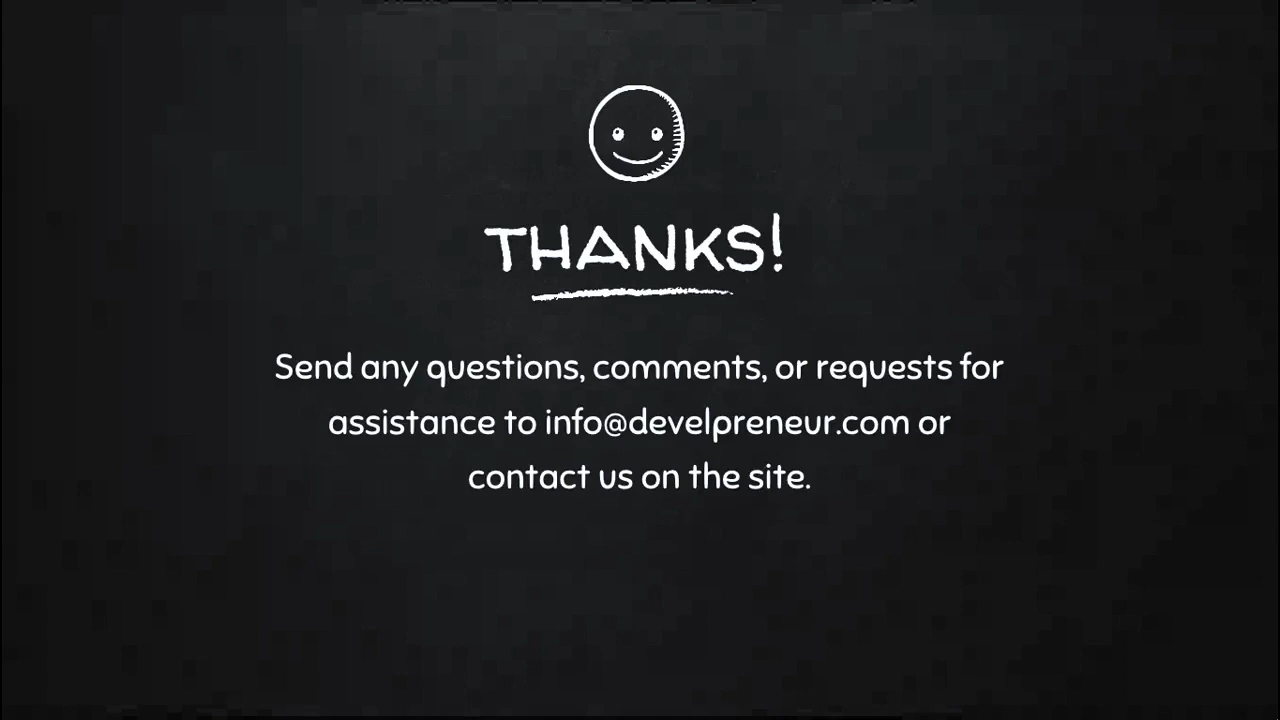 THANKS!
Send any questions, comments, or requests for
assistance to info@develpreneur.com or
contact us on the site.